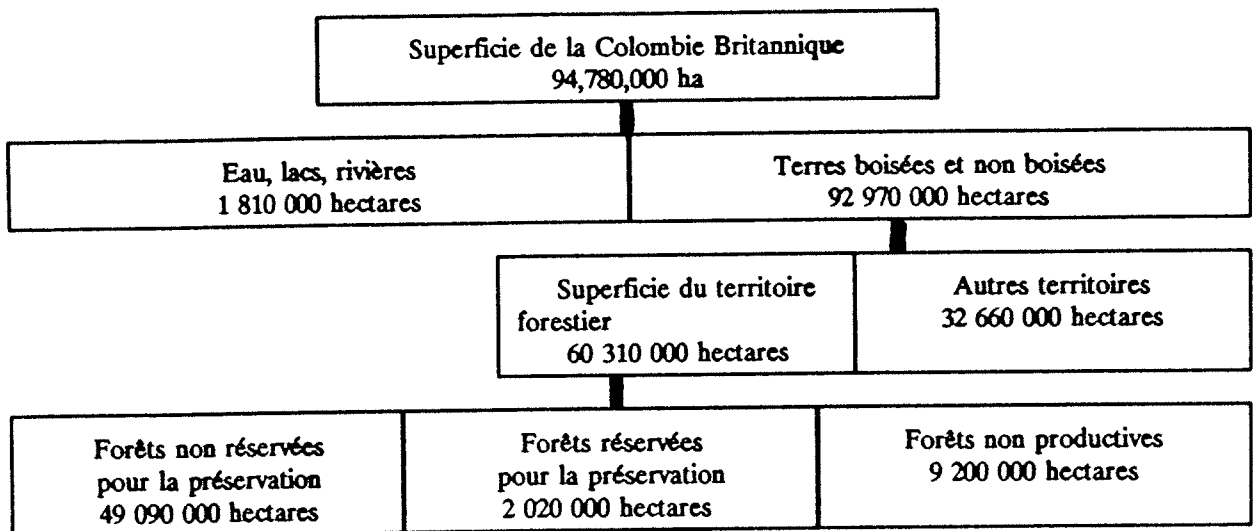 Superficie de la Colombie Britannique
94,780,000 ha
Eau, lacs, rivières
1 810 000 hectares
Terres boisées et non boisées
92 970 000 hectares
Superficie du territoire
forestier
60 310 000 hectares
Autres territoires
32 660 000 hectares
Forêts non réservées
pour la préservation
49 090 000 hectares
Forêts réservées
pour la préservation
2 020 000 hectares
Forêts non productives
9 200 000 hectares